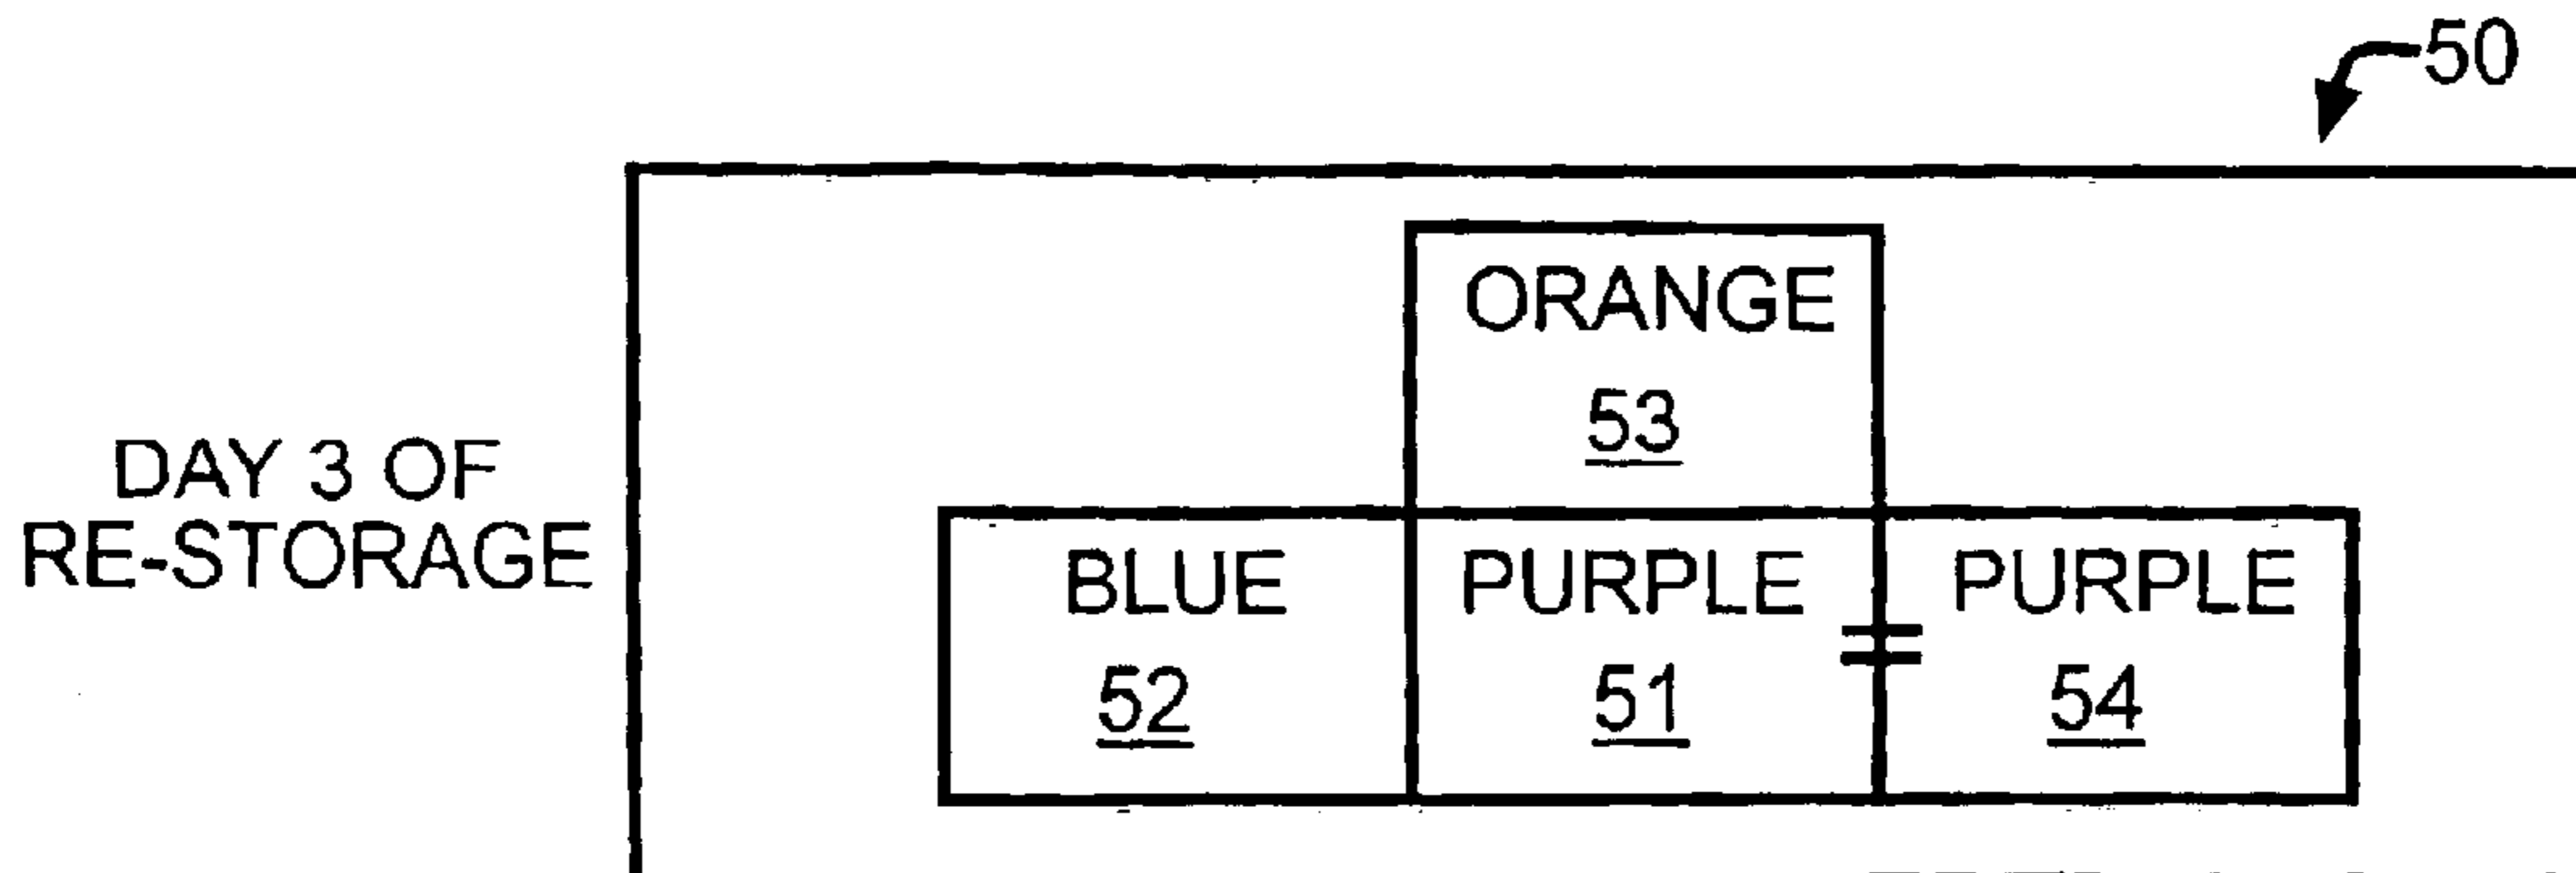 50
ORANGE
53
DAY 3 OF
RE-STORAGE
BLUE PURPLE PURPLE
52 51 54